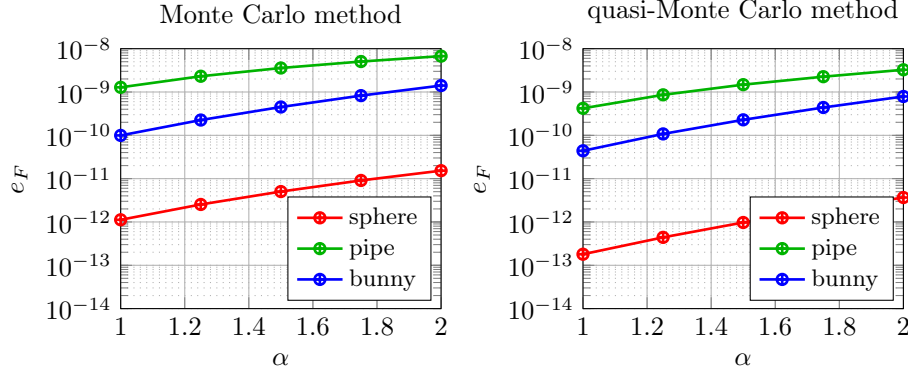 Monte Carlo method
10^−8
10^−9
10^−10
10^−11
10^−12
10^−13
10^−14
e_F
sphere
pipe
bunny
1 1.2 1.4 1.6 1.8 2
α
quasi-Monte Carlo method
10^−8
10^−9
10^−10
10^−11
10^−12
10^−13
10^−14
e_F
sphere
pipe
bunny
1 1.2 1.4 1.6 1.8 2
α